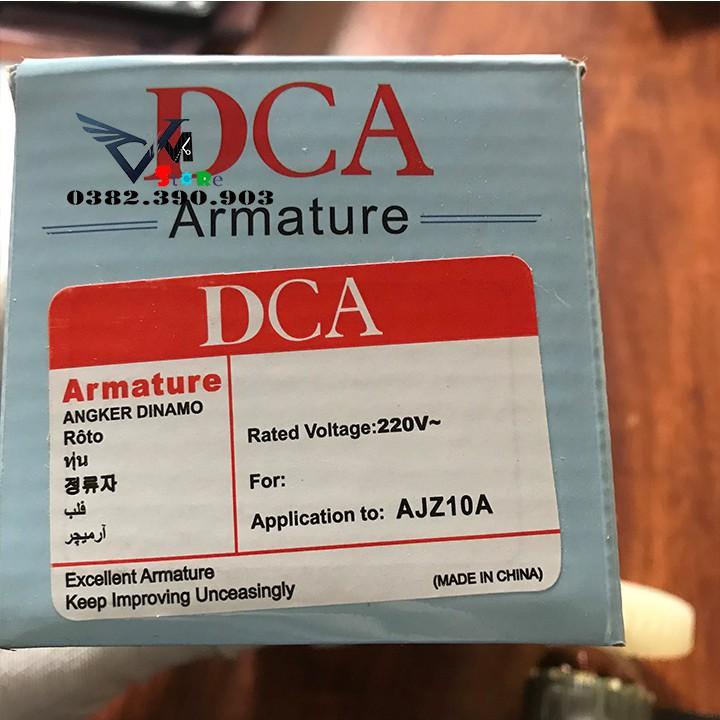 DCA
Store
0382.390.903
Armature
DCA
Armature
ANGKER DINAMO
Rôto
ทุ่น
정류자
قلب
آرمیچر
Rated Voltage:220V~
For:
Application to: AJZ10A
Excellent Armature
Keep Improving Unceasingly
(MADE IN CHINA)